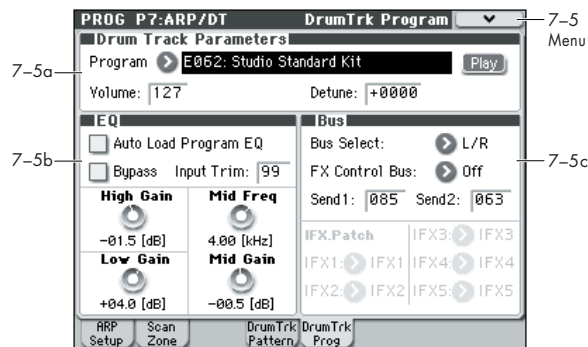 PROG P7:ARP/DT DrumTrk Program
7–5
Menu
Drum Track Parameters
7–5a
Program E062: Studio Standard Kit Play
Volume: 127 Detune: +0000
EQ Bus
7–5b
Auto Load Program EQ
Bypass Input Trim: 99
High Gain Mid Freq
-01.5 [dB] 4.00 [kHz]
Low Gain Mid Gain
+04.0 [dB] -00.5 [dB]
Bus Select: L/R
7–5c
FX Control Bus: Off
Send1: 085 Send2: 063
IFX.Patch IFX3: IFX3
IFX1: IFX1 IFX4: IFX4
IFX2: IFX2 IFX5: IFX5
ARP Setup
Scan Zone
DrumTrk Pattern
DrumTrk Prog